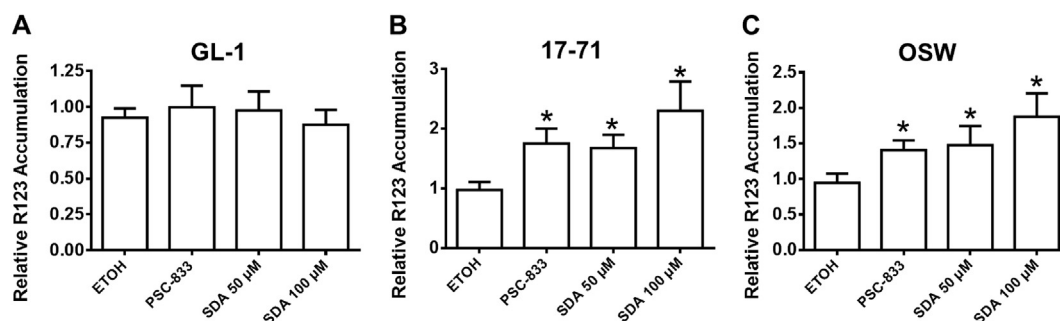 A
GL-1
Relative R123 Accumulation
1.25
1.00
0.75
0.50
0.25
0.00
ETOH
PSC-833
SDA 50 µM
SDA 100 µM
B
17-71
Relative R123 Accumulation
3
2
1
0
*
*
*
ETOH
PSC-833
SDA 50 µM
SDA 100 µM
C
OSW
Relative R123 Accumulation
2.5
2.0
1.5
1.0
0.5
0.0
*
*
*
ETOH
PSC-833
SDA 50 µM
SDA 100 µM